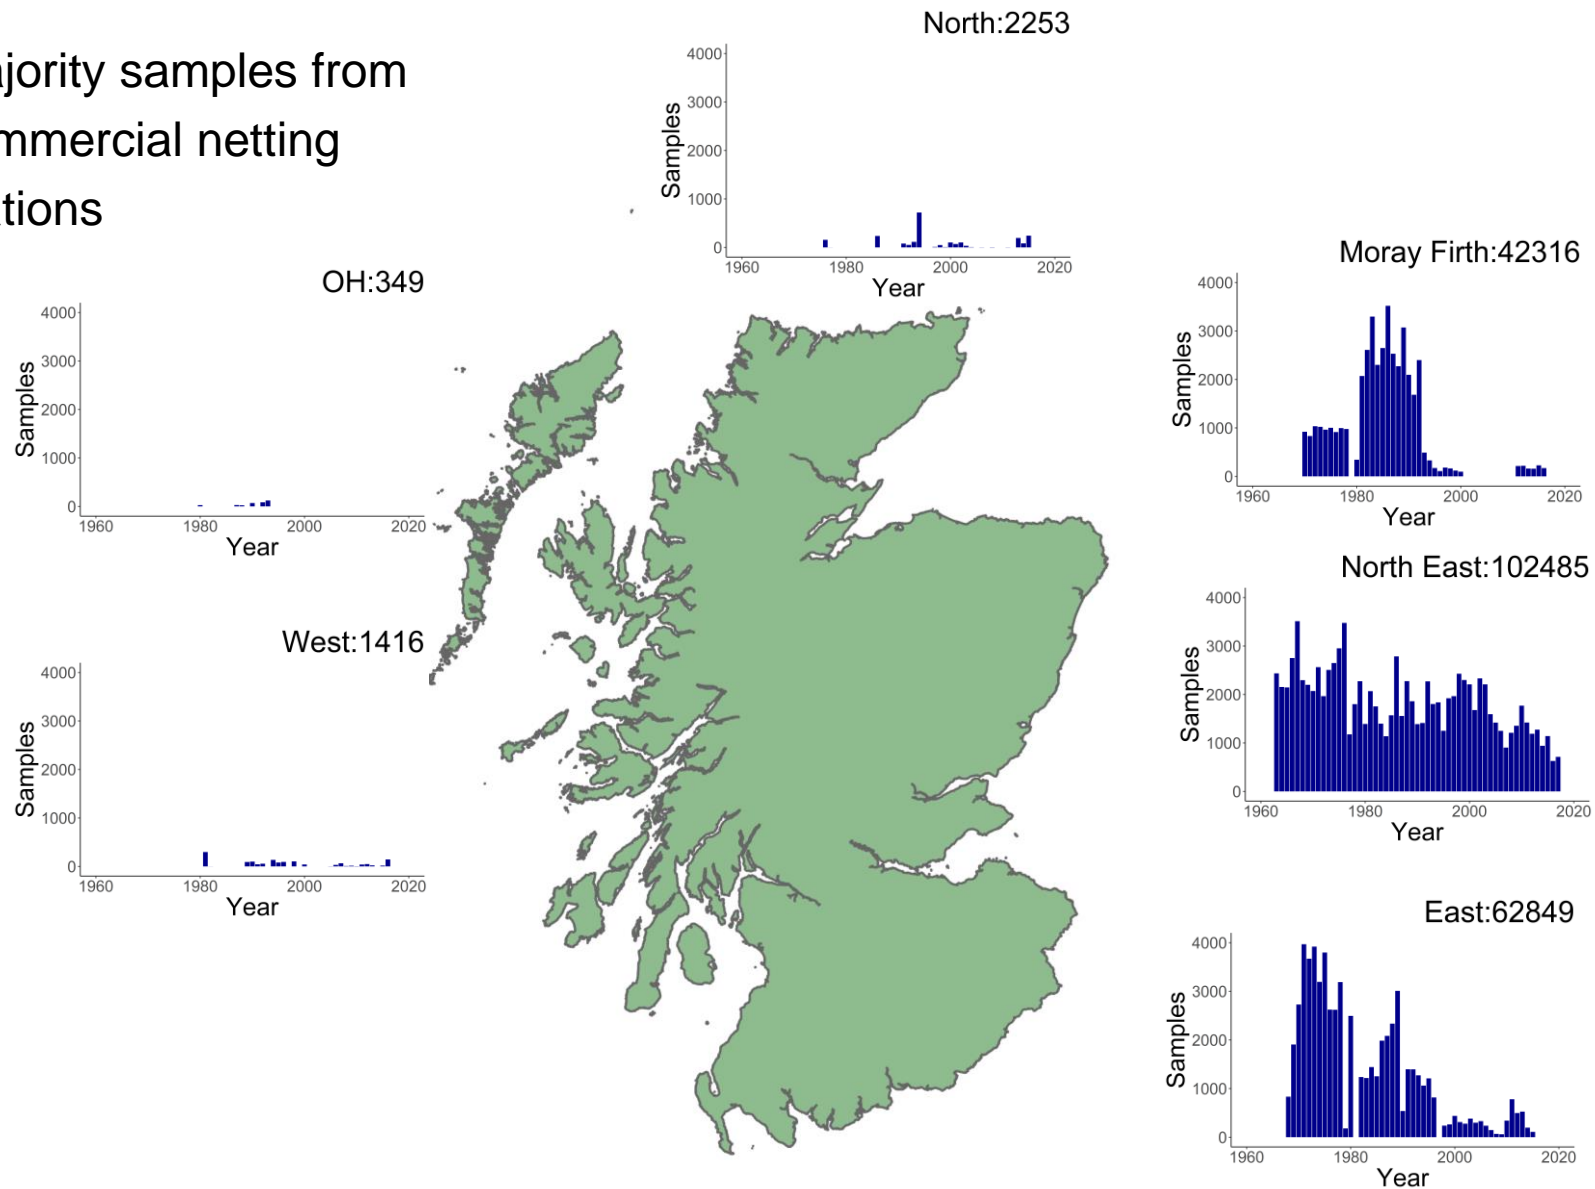 ajority samples from
mmercial netting
tions
North:2253
4000
3000
2000
1000
0
Samples
1960 1980 2000 2020
Year
OH:349
4000
3000
2000
1000
0
Samples
1960 1980 2000 2020
Year
Moray Firth:42316
4000
3000
2000
1000
0
Samples
1960 1980 2000 2020
Year
West:1416
4000
3000
2000
1000
0
Samples
1960 1980 2000 2020
Year
North East:102485
4000
3000
2000
1000
0
Samples
1960 1980 2000 2020
Year
East:62849
4000
3000
2000
1000
0
Samples
1960 1980 2000 2020
Year